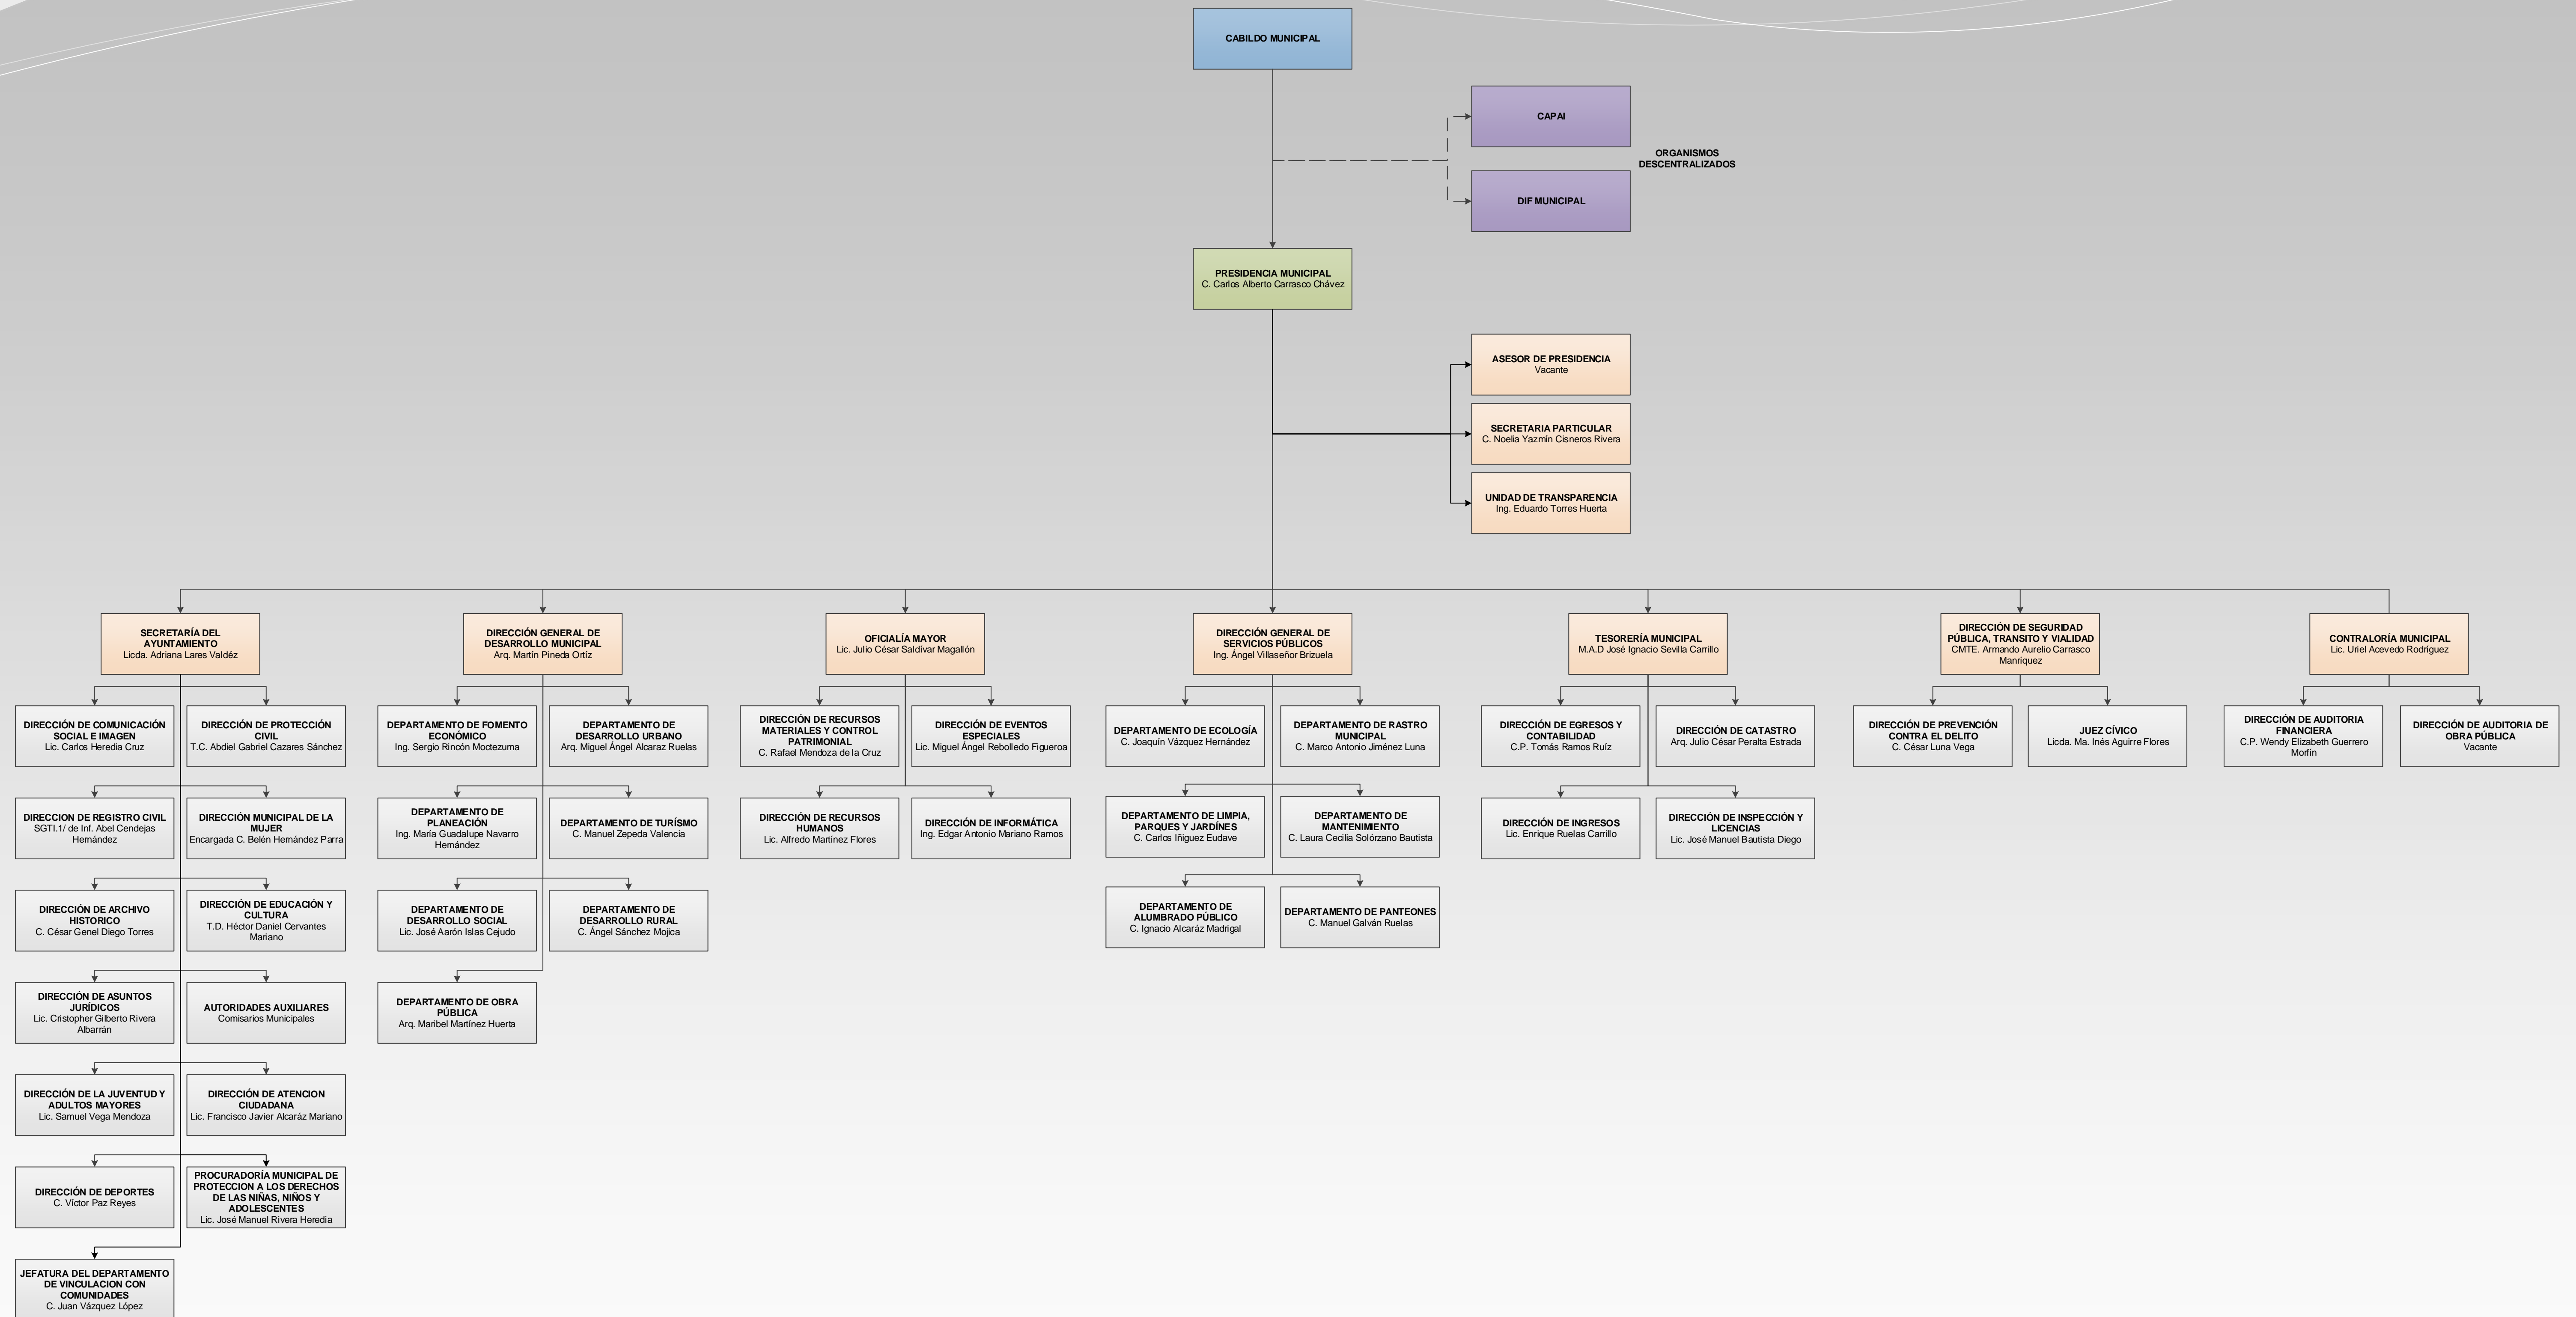 CABILDO MUNICIPAL
CAPAI
ORGANISMOS
DESCENTRALIZADOS
DIF MUNICIPAL
PRESIDENCIA MUNICIPAL
C. Carlos Alberto Carrasco Chávez
ASESOR DE PRESIDENCIA
Vacante
SECRETARIA PARTICULAR
C. Noelia Yazmín Cisneros Rivera
UNIDAD DE TRANSPARENCIA
Ing. Eduardo Torres Huerta
SECRETARÍA DEL
AYUNTAMIENTO
Licda. Adriana Lares Valdéz
DIRECCIÓN GENERAL DE
DESARROLLO MUNICIPAL
Arq. Martín Pineda Ortíz
OFICIALÍA MAYOR
Lic. Julio César Saldívar Magallón
DIRECCIÓN GENERAL DE
SERVICIOS PÚBLICOS
Ing. Ángel Villaseñor Brizuela
TESORERÍA MUNICIPAL
M.A.D José Ignacio Sevilla Carrillo
DIRECCIÓN DE SEGURIDAD
PÚBLICA, TRANSITO Y VIALIDAD
CMTE. Armando Aurelio Carrasco
Manríquez
CONTRALORÍA MUNICIPAL
Lic. Uriel Acevedo Rodríguez
DIRECCIÓN DE COMUNICACIÓN
SOCIAL E IMAGEN
Lic. Carlos Heredia Cruz
DIRECCIÓN DE PROTECCIÓN
CIVIL
T.C. Abdiel Gabriel Cazares Sánchez
DEPARTAMENTO DE FOMENTO
ECONÓMICO
Ing. Sergio Rincón Moctezuma
DEPARTAMENTO DE
DESARROLLO URBANO
Arq. Miguel Ángel Alcaraz Ruelas
DIRECCIÓN DE RECURSOS
MATERIALES Y CONTROL
PATRIMONIAL
C. Rafael Mendoza de la Cruz
DIRECCIÓN DE EVENTOS
ESPECIALES
Lic. Miguel Ángel Rebolledo Figueroa
DEPARTAMENTO DE ECOLOGÍA
C. Joaquín Vázquez Hernández
DEPARTAMENTO DE RASTRO
MUNICIPAL
C. Marco Antonio Jiménez Luna
DIRECCIÓN DE EGRESOS Y
CONTABILIDAD
C.P. Tomás Ramos Ruíz
DIRECCIÓN DE CATASTRO
Arq. Julio César Peralta Estrada
DIRECCIÓN DE PREVENCIÓN
CONTRA EL DELITO
C. César Luna Vega
JUEZ CÍVICO
Licda. Ma. Inés Aguirre Flores
DIRECCIÓN DE AUDITORIA
FINANCIERA
C.P. Wendy Elizabeth Guerrero
Morfín
DIRECCIÓN DE AUDITORIA DE
OBRA PÚBLICA
Vacante
DIRECCION DE REGISTRO CIVIL
SGTI.1/ de Inf. Abel Cendejas
Hernández
DIRECCIÓN MUNICIPAL DE LA
MUJER
Encargada C. Belén Hernández Parra
DEPARTAMENTO DE
PLANEACIÓN
Ing. María Guadalupe Navarro
Hernández
DEPARTAMENTO DE TURÍSMO
C. Manuel Zepeda Valencia
DIRECCIÓN DE RECURSOS
HUMANOS
Lic. Alfredo Martínez Flores
DIRECCIÓN DE INFORMÁTICA
Ing. Edgar Antonio Mariano Ramos
DEPARTAMENTO DE LIMPIA,
PARQUES Y JARDÍNES
C. Carlos Iñiguez Eudave
DEPARTAMENTO DE
MANTENIMIENTO
C. Laura Cecilia Solórzano Bautista
DIRECCIÓN DE INGRESOS
Lic. Enrique Ruelas Carrillo
DIRECCIÓN DE INSPECCIÓN Y
LICENCIAS
Lic. José Manuel Bautista Diego
DIRECCIÓN DE ARCHIVO
HISTORICO
C. César Genel Diego Torres
DIRECCIÓN DE EDUCACIÓN Y
CULTURA
T.D. Héctor Daniel Cervantes
Mariano
DEPARTAMENTO DE
DESARROLLO SOCIAL
Lic. José Aarón Islas Cejudo
DEPARTAMENTO DE
DESARROLLO RURAL
C. Ángel Sánchez Mojica
DEPARTAMENTO DE
ALUMBRADO PÚBLICO
C. Ignacio Alcaráz Madrigal
DEPARTAMENTO DE PANTEONES
C. Manuel Galván Ruelas
DIRECCIÓN DE ASUNTOS
JURÍDICOS
Lic. Cristopher Gilberto Rivera
Albarrán
AUTORIDADES AUXILIARES
Comisarios Municipales
DEPARTAMENTO DE OBRA
PÚBLICA
Arq. Maribel Martínez Huerta
DIRECCIÓN DE LA JUVENTUD Y
ADULTOS MAYORES
Lic. Samuel Vega Mendoza
DIRECCIÓN DE ATENCION
CIUDADANA
Lic. Francisco Javier Alcaráz Mariano
DIRECCIÓN DE DEPORTES
C. Víctor Paz Reyes
PROCURADORÍA MUNICIPAL DE
PROTECCION A LOS DERECHOS
DE LAS NIÑAS, NIÑOS Y
ADOLESCENTES
Lic. José Manuel Rivera Heredia
JEFATURA DEL DEPARTAMENTO
DE VINCULACION CON
COMUNIDADES
C. Juan Vázquez López